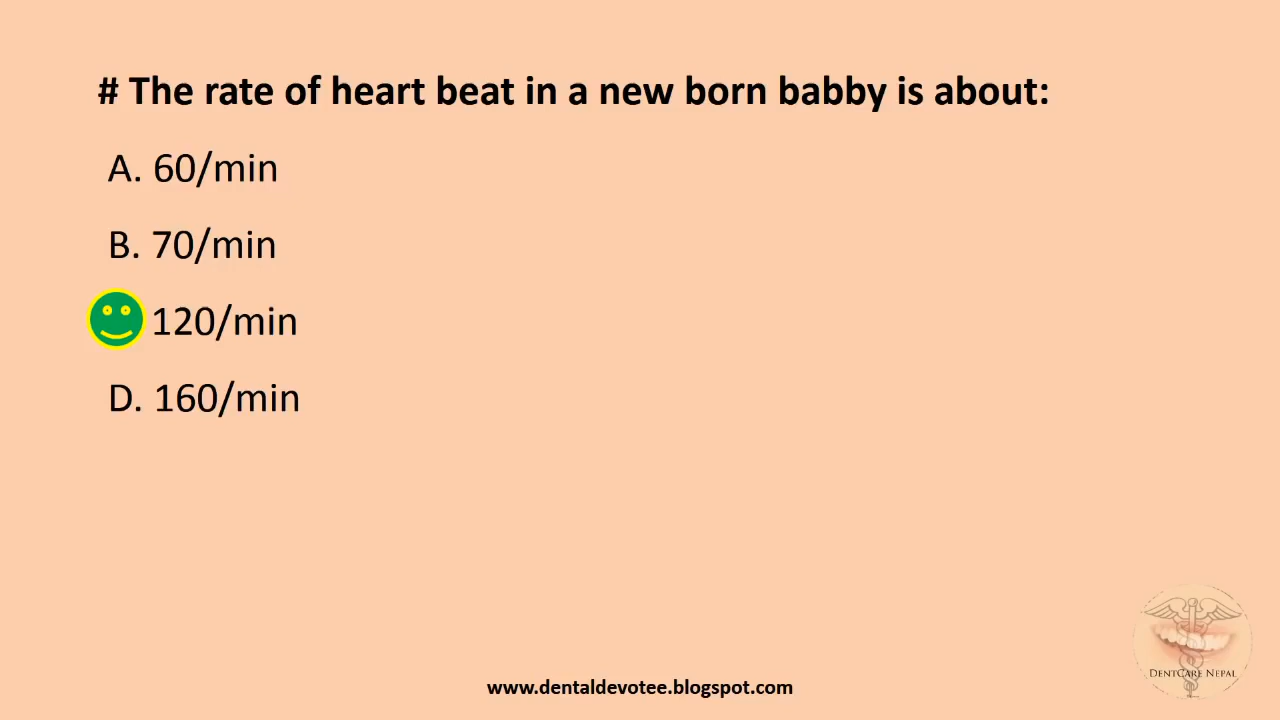 # The rate of heart beat in a new born babby is about:
A. 60/min
B. 70/min
120/min
D. 160/min
DentCare Nepal
www.dentaldevotee.blogspot.com